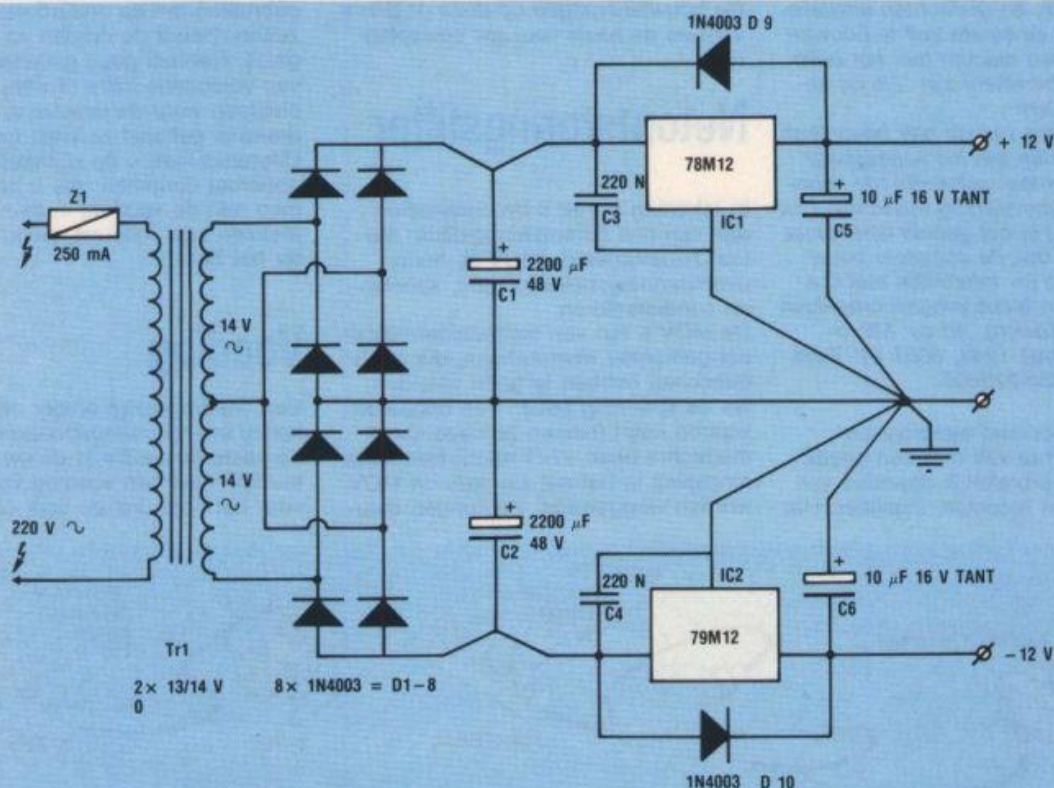 1N4003 D 9
78M12
+ 12 V
220 N
C3
IC1
+
10 μF 16 V TANT
C5
Z1
250 mA
14 V
∿
+
2200 μF
48 V
C1
14 V
∿
220 V ∿
+
2200 μF
48 V
C2
220 N
C4
IC2
79M12
+
10 μF 16 V TANT
C6
- 12 V
Tr1
2× 13/14 V
0
8× 1N4003 = D1-8
1N4003 D 10